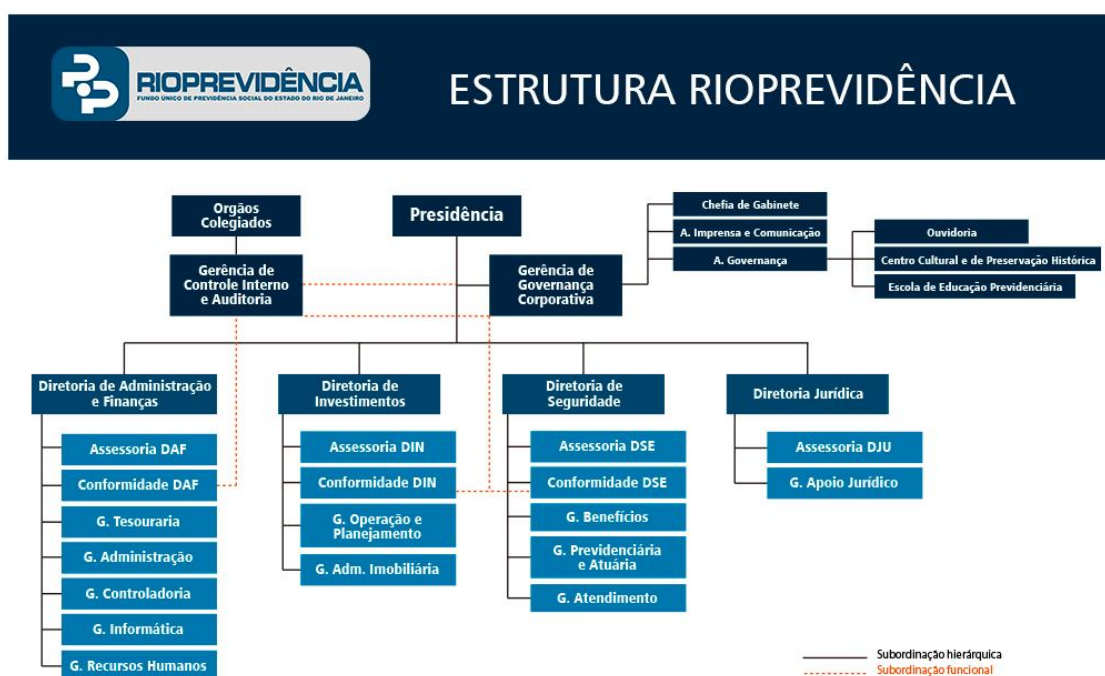 RIOPREVIDÊNCIA
FUNDO ÚNICO DE PREVIDÊNCIA SOCIAL DO ESTADO DO RIO DE JANEIRO
ESTRUTURA RIOPREVIDÊNCIA
Orgãos
Colegiados
Presidência
Chefia de Gabinete
A. Imprensa e Comunicação
A. Governança
Ouvidoria
Centro Cultural e de Preservação Histórica
Escola de Educação Previdenciária
Gerência de
Controle Interno
e Auditoria
Gerência de
Governança
Corporativa
Diretoria de Administração
e Finanças
Assessoria DAF
Conformidade DAF
G. Tesouraria
G. Administração
G. Controladoria
G. Informática
G. Recursos Humanos
Diretoria de
Investimentos
Assessoria DIN
Conformidade DIN
G. Operação e
Planejamento
G. Adm. Imobiliária
Diretoria de
Seguridade
Assessoria DSE
Conformidade DSE
G. Benefícios
G. Previdenciária
e Atuária
G. Atendimento
Diretoria Jurídica
Assessoria DJU
G. Apoio Jurídico
Subordinação hierárquica
Subordinação funcional